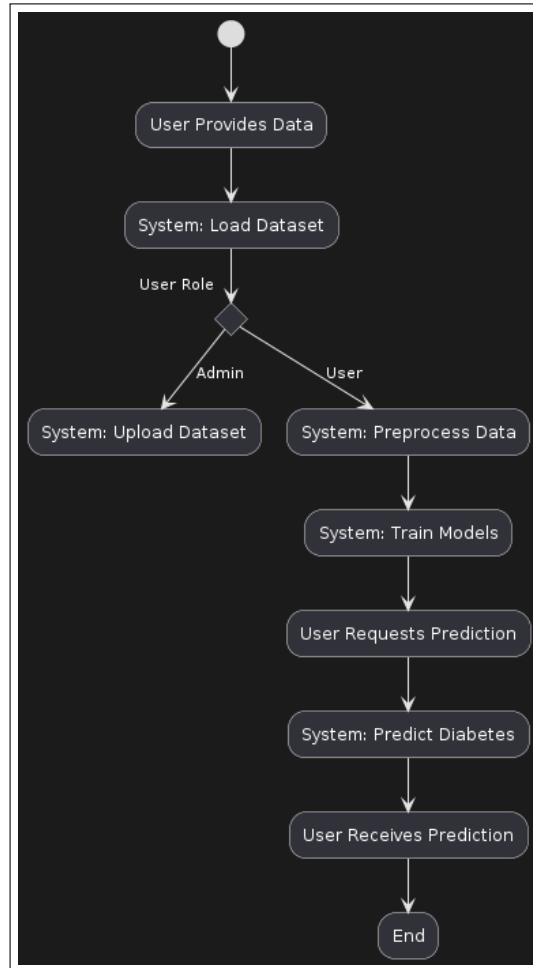 User Provides Data
System: Load Dataset
User Role
Admin
User
System: Upload Dataset
System: Preprocess Data
System: Train Models
User Requests Prediction
System: Predict Diabetes
User Receives Prediction
End